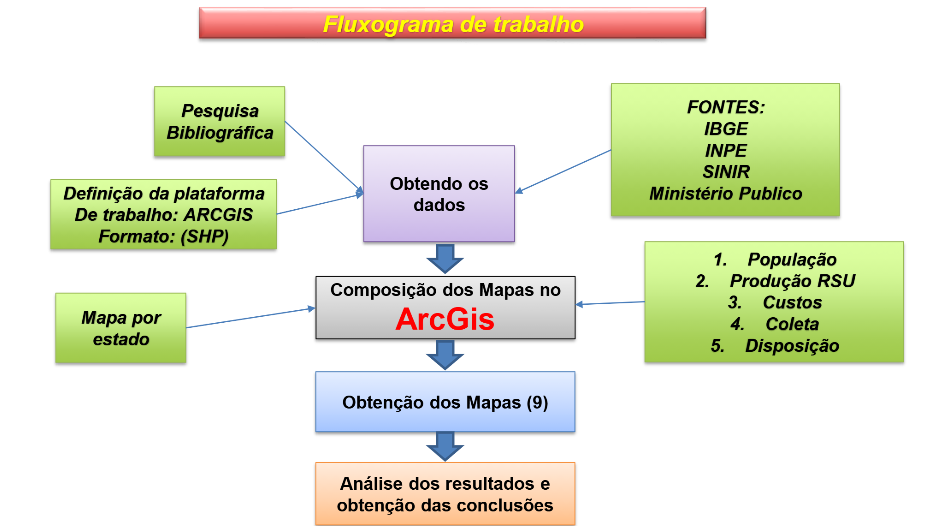 Fluxograma de trabalho
Pesquisa
Bibliográfica
FONTES:
IBGE
INPE
SINIR
Ministério Publico
Obtendo os
dados
Definição da plataforma
De trabalho: ARCGIS
Formato: (SHP)
1. População
2. Produção RSU
3. Custos
4. Coleta
5. Disposição
Composição dos Mapas no
ArcGis
Mapa por
estado
Obtenção dos Mapas (9)
Análise dos resultados e
obtenção das conclusões